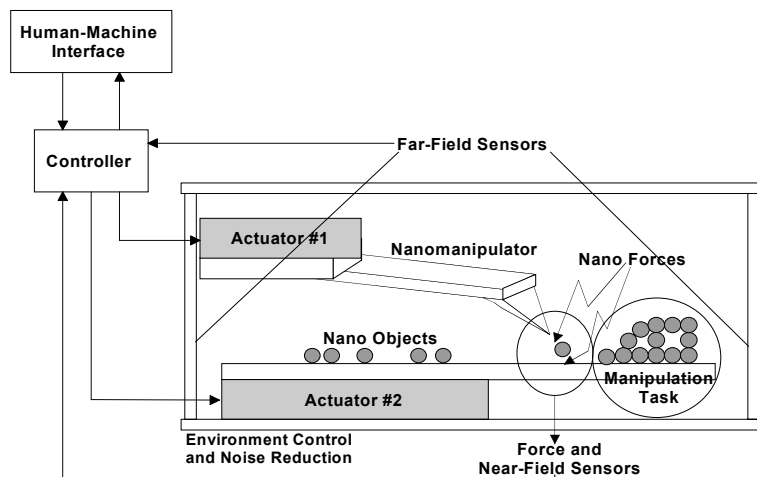 Human-Machine
Interface
Controller
Far-Field Sensors
Actuator #1
Nanomanipulator
Nano Forces
Nano Objects
Manipulation
Task
Actuator #2
Environment Control
and Noise Reduction
Force and
Near-Field Sensors